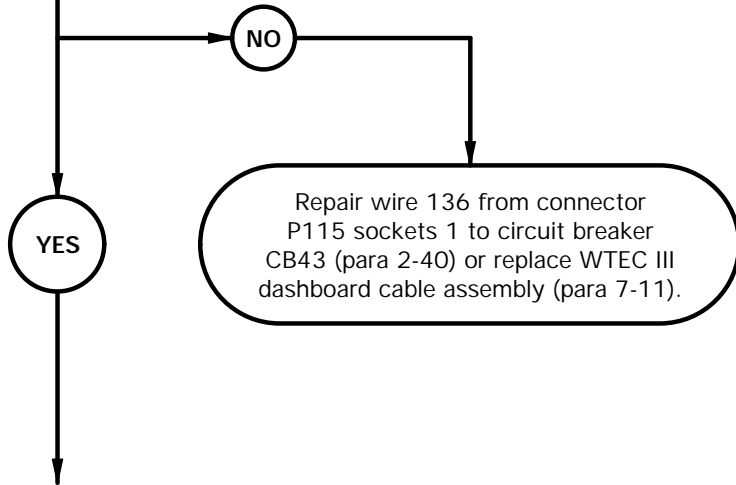 NO
YES
Repair wire 136 from connector
P115 sockets 1 to circuit breaker
CB43 (para 2-40) or replace WTEC III
dashboard cable assembly (para 7-11).